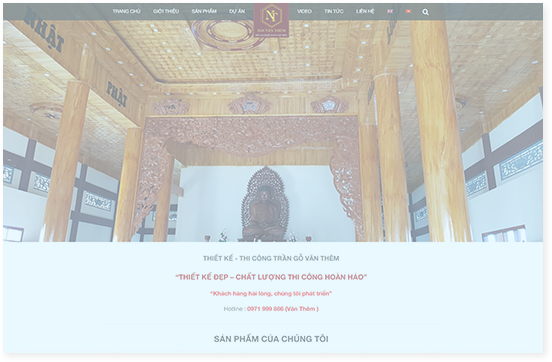 TRANG CHỦ GIỚI THIỆU SẢN PHẨM DỰ ÁN VIDEO TIN TỨC LIÊN HỆ
NHẬT
PHÁT
THIẾT KẾ - THI CÔNG TRẦN GỖ VĂN THÊM
“THIẾT KẾ ĐẸP – CHẤT LƯỢNG THI CÔNG HOÀN HẢO”
“Khách hàng hài lòng, chúng tôi phát triển”
Hotline : 0971 999 886 (Văn Thêm )
SẢN PHẨM CỦA CHÚNG TÔI